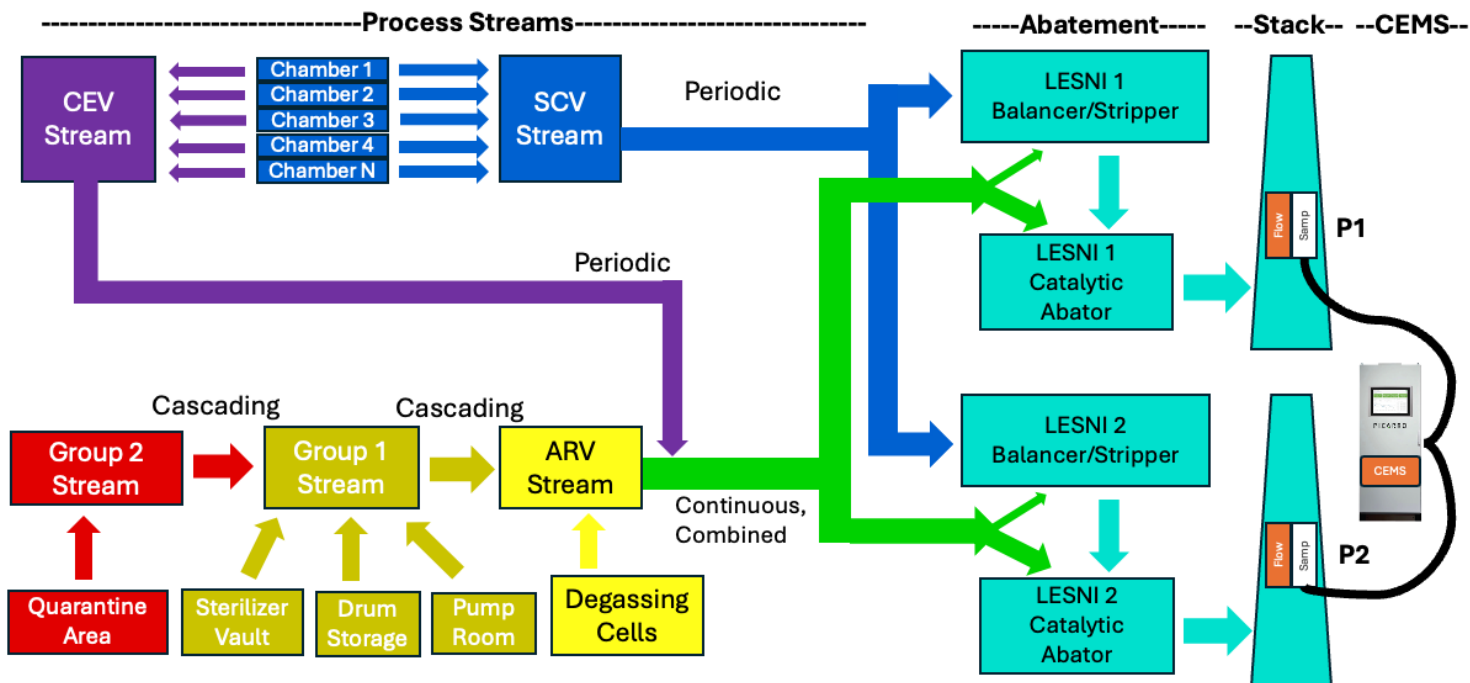 --------------------------------Process Streams-----------------------------
-----Abatement-----
--Stack--
--CEMS--
CEV
Stream
Chamber 1
Chamber 2
Chamber 3
Chamber 4
Chamber N
SCV
Stream
Periodic
LESNI 1
Balancer/Stripper
LESNI 1
Catalytic
Abator
Flow
Samp
P1
Periodic
Cascading
Cascading
Group 2
Stream
Group 1
Stream
ARV
Stream
Continuous,
Combined
LESNI 2
Balancer/Stripper
PICARRO
CEMS
Quarantine
Area
Sterilizer
Vault
Drum
Storage
Pump
Room
Degassing
Cells
LESNI 2
Catalytic
Abator
Flow
Samp
P2